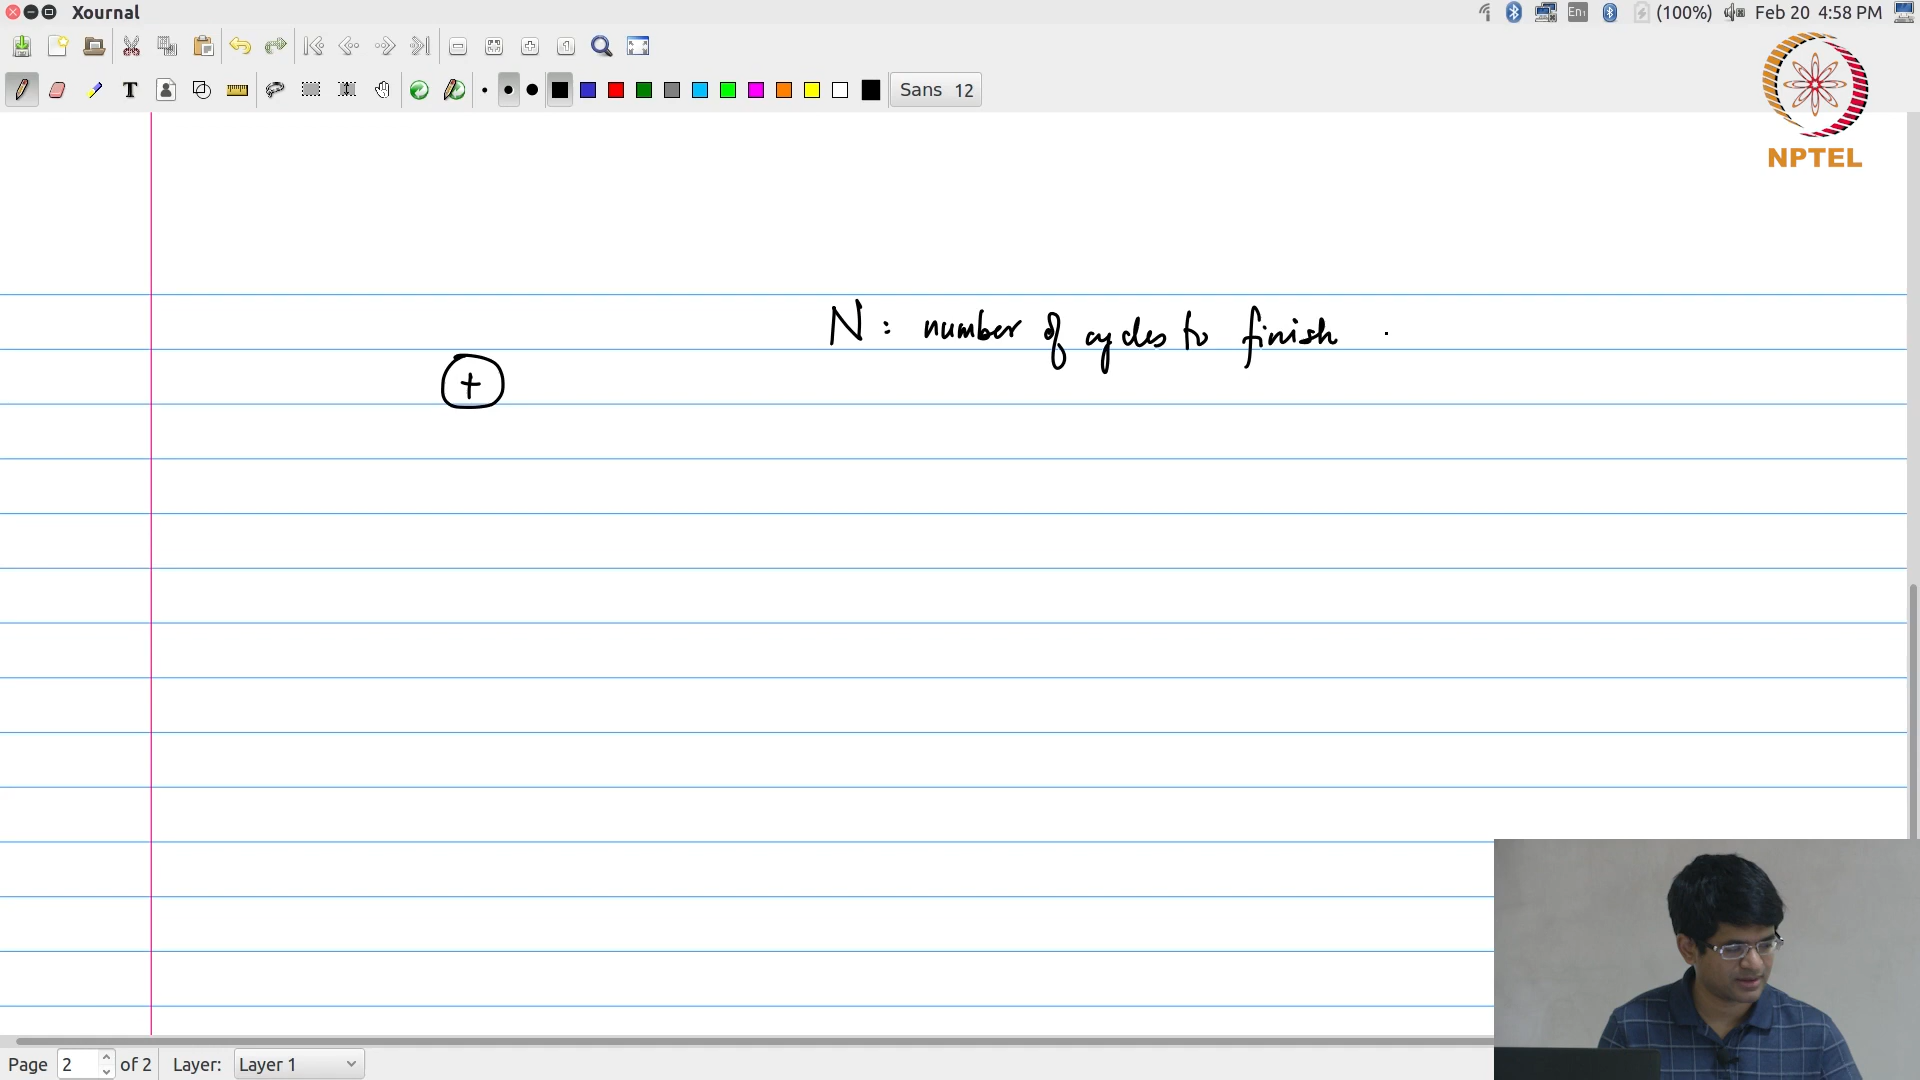 Xournal
En1
(100%)
Feb 20 4:58 PM
Sans 12
NPTEL
N : number of cycles to finish .
+
Page 2 of 2 Layer: Layer 1